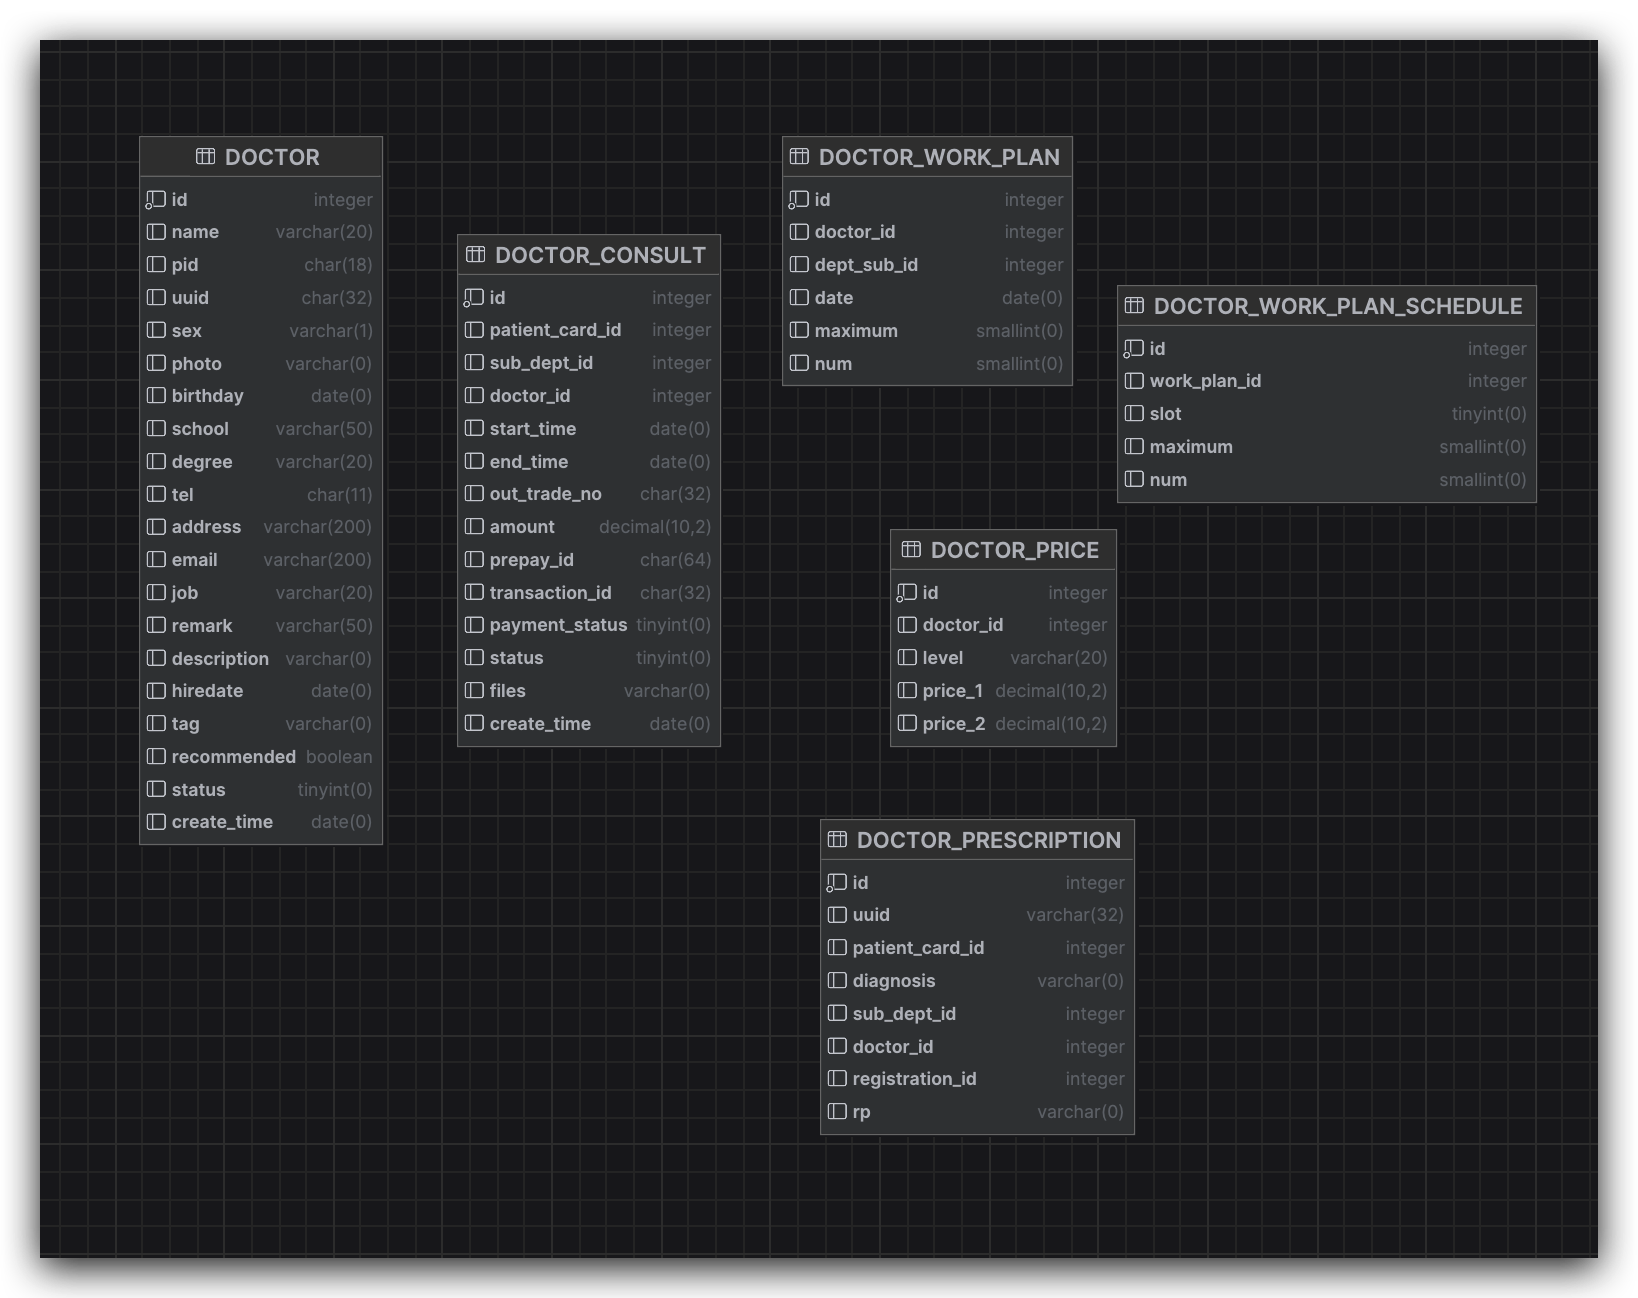 DOCTOR
id integer
name varchar(20)
pid char(18)
uuid char(32)
sex varchar(1)
photo varchar(0)
birthday date(0)
school varchar(50)
degree varchar(20)
tel char(11)
address varchar(200)
email varchar(200)
job varchar(20)
remark varchar(50)
description varchar(0)
hiredate date(0)
tag varchar(0)
recommended boolean
status tinyint(0)
create_time date(0)
DOCTOR_CONSULT
id integer
patient_card_id integer
sub_dept_id integer
doctor_id integer
start_time date(0)
end_time date(0)
out_trade_no char(32)
amount decimal(10,2)
prepay_id char(64)
transaction_id char(32)
payment_status tinyint(0)
status tinyint(0)
files varchar(0)
create_time date(0)
DOCTOR_WORK_PLAN
id integer
doctor_id integer
dept_sub_id integer
date date(0)
maximum smallint(0)
num smallint(0)
DOCTOR_WORK_PLAN_SCHEDULE
id integer
work_plan_id integer
slot tinyint(0)
maximum smallint(0)
num smallint(0)
DOCTOR_PRICE
id integer
doctor_id integer
level varchar(20)
price_1 decimal(10,2)
price_2 decimal(10,2)
DOCTOR_PRESCRIPTION
id integer
uuid varchar(32)
patient_card_id integer
diagnosis varchar(0)
sub_dept_id integer
doctor_id integer
registration_id integer
rp varchar(0)